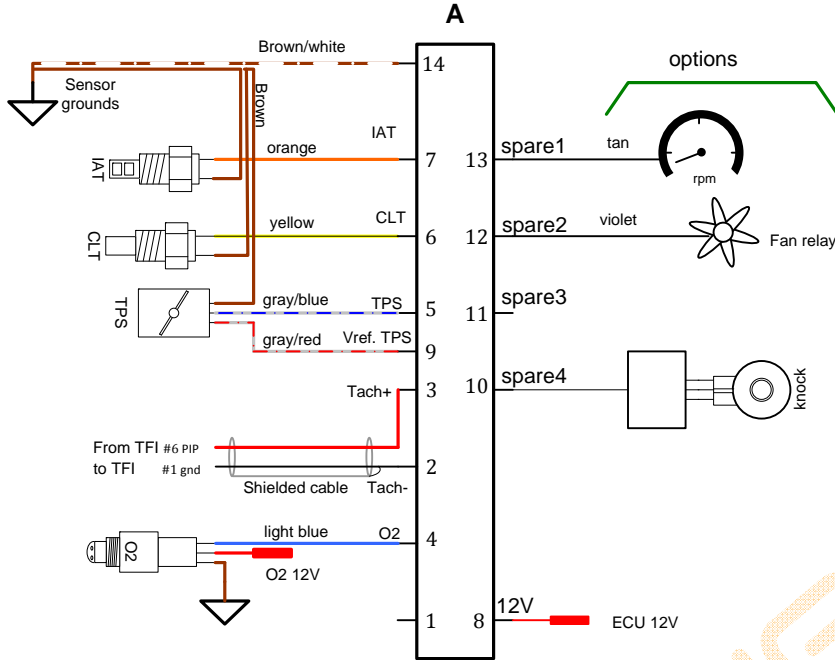 A
Brown/white
14
Sensor
grounds
Brown
options
IAT
IAT
orange
7
13
spare1
tan
rpm
CLT
CLT
yellow
6
12
spare2
violet
Fan relay
TPS
gray/blue
TPS
5
11
spare3
gray/red
Vref. TPS
9
Tach+
3
10
spare4
knock
From TFI #6 PIP
to TFI #1 gnd
2
Shielded cable
Tach-
O2
light blue
O2
4
O2 12V
1
8
12V
ECU 12V